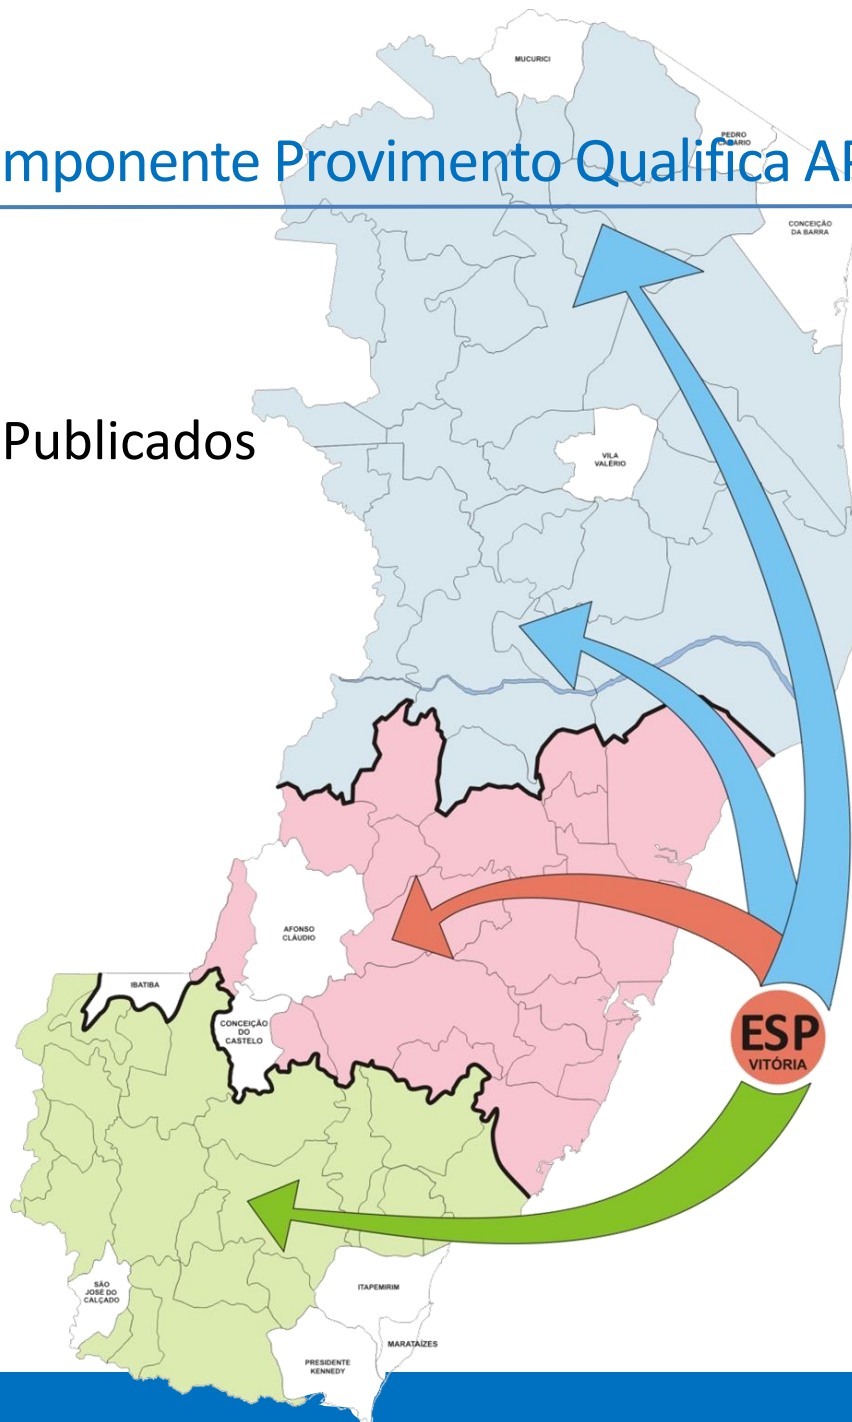 MUCURICI
PEDRO
CANÁRIO
mponente Provimento Qualifica AP
CONCEIÇÃO
DA BARRA
Publicados
VILA
VALÉRIO
AFONSO
CLÁUDIO
IBATIBA
CONCEIÇÃO
DO
CASTELO
ESP
VITÓRIA
SÃO
JOSÉ DO
CALÇADO
ITAPEMIRIM
MARATAÍZES
PRESIDENTE
KENNEDY